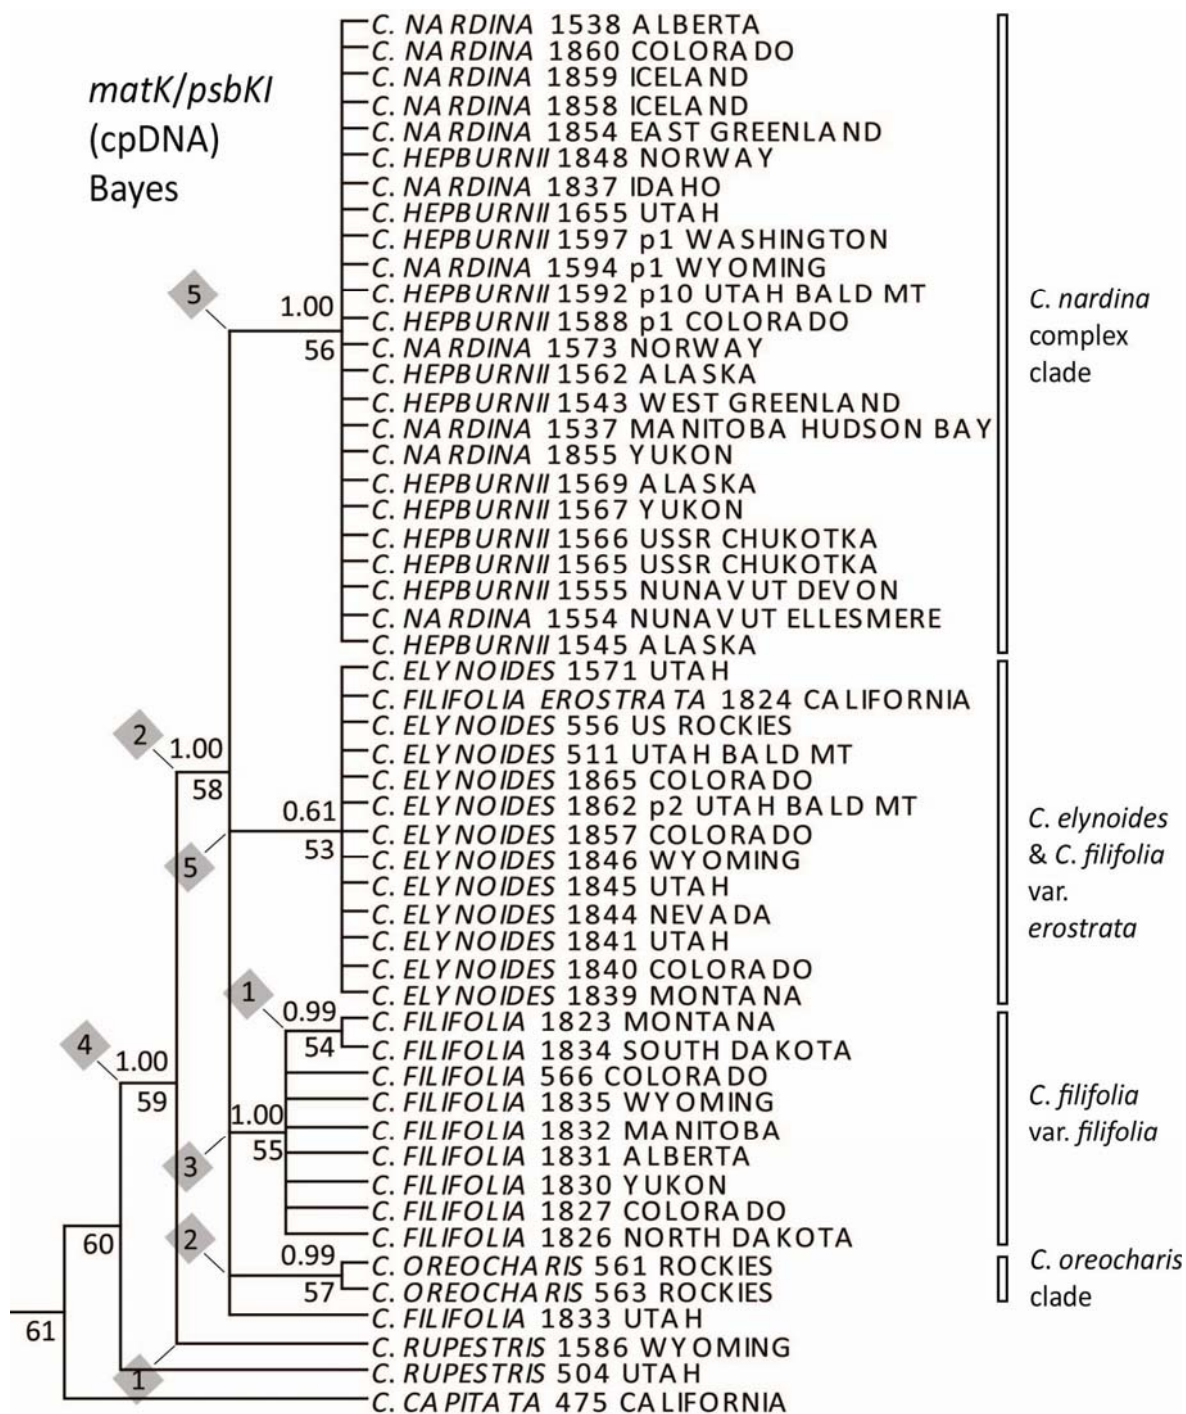 matK/psbKI
(cpDNA)
Bayes
C. NARDINA 1538 ALBERTA
C. NARDINA 1860 COLORADO
C. NARDINA 1859 ICELAND
C. NARDINA 1858 ICELAND
C. NARDINA 1854 EAST GREENLAND
C. HEPBURNII 1848 NORWAY
C. NARDINA 1837 IDAHO
C. HEPBURNII 1655 UTAH
C. HEPBURNII 1597 p1 WASHINGTON
C. NARDINA 1594 p1 WYOMING
C. HEPBURNII 1592 p10 UTAH BALD MT
C. HEPBURNII 1588 p1 COLORADO
C. NARDINA 1573 NORWAY
C. HEPBURNII 1562 ALASKA
C. HEPBURNII 1543 WEST GREENLAND
C. NARDINA 1537 MANITOBA HUDSON BAY
C. NARDINA 1855 YUKON
C. HEPBURNII 1569 ALASKA
C. HEPBURNII 1567 YUKON
C. HEPBURNII 1566 USSR CHUKOTKA
C. HEPBURNII 1565 USSR CHUKOTKA
C. HEPBURNII 1555 NUNAVUT DEVON
C. NARDINA 1554 NUNAVUT ELLESMERE
C. HEPBURNII 1545 ALASKA
C. ELYNOIDES 1571 UTAH
C. FILIFOLIA EROSTRATA 1824 CALIFORNIA
C. ELYNOIDES 556 US ROCKIES
C. ELYNOIDES 511 UTAH BALD MT
C. ELYNOIDES 1865 COLORADO
C. ELYNOIDES 1862 p2 UTAH BALD MT
C. ELYNOIDES 1857 COLORADO
C. ELYNOIDES 1846 WYOMING
C. ELYNOIDES 1845 UTAH
C. ELYNOIDES 1844 NEVADA
C. ELYNOIDES 1841 UTAH
C. ELYNOIDES 1840 COLORADO
C. ELYNOIDES 1839 MONTANA
C. FILIFOLIA 1823 MONTANA
C. FILIFOLIA 1834 SOUTH DAKOTA
C. FILIFOLIA 566 COLORADO
C. FILIFOLIA 1835 WYOMING
C. FILIFOLIA 1832 MANITOBA
C. FILIFOLIA 1831 ALBERTA
C. FILIFOLIA 1830 YUKON
C. FILIFOLIA 1827 COLORADO
C. FILIFOLIA 1826 NORTH DAKOTA
C. OREOCHARIS 561 ROCKIES
C. OREOCHARIS 563 ROCKIES
C. FILIFOLIA 1833 UTAH
C. RUPESTRIS 1586 WYOMING
C. RUPESTRIS 504 UTAH
C. CAPITATA 475 CALIFORNIA
5
1.00
56
2
1.00
58
0.61
53
5
1
0.99
54
4
1.00
59
1.00
55
3
2
0.99
57
60
61
1
C. nardina
complex
clade
C. elynoides
& C. filifolia
var.
erostrata
C. filifolia
var. filifolia
C. oreocharis
clade